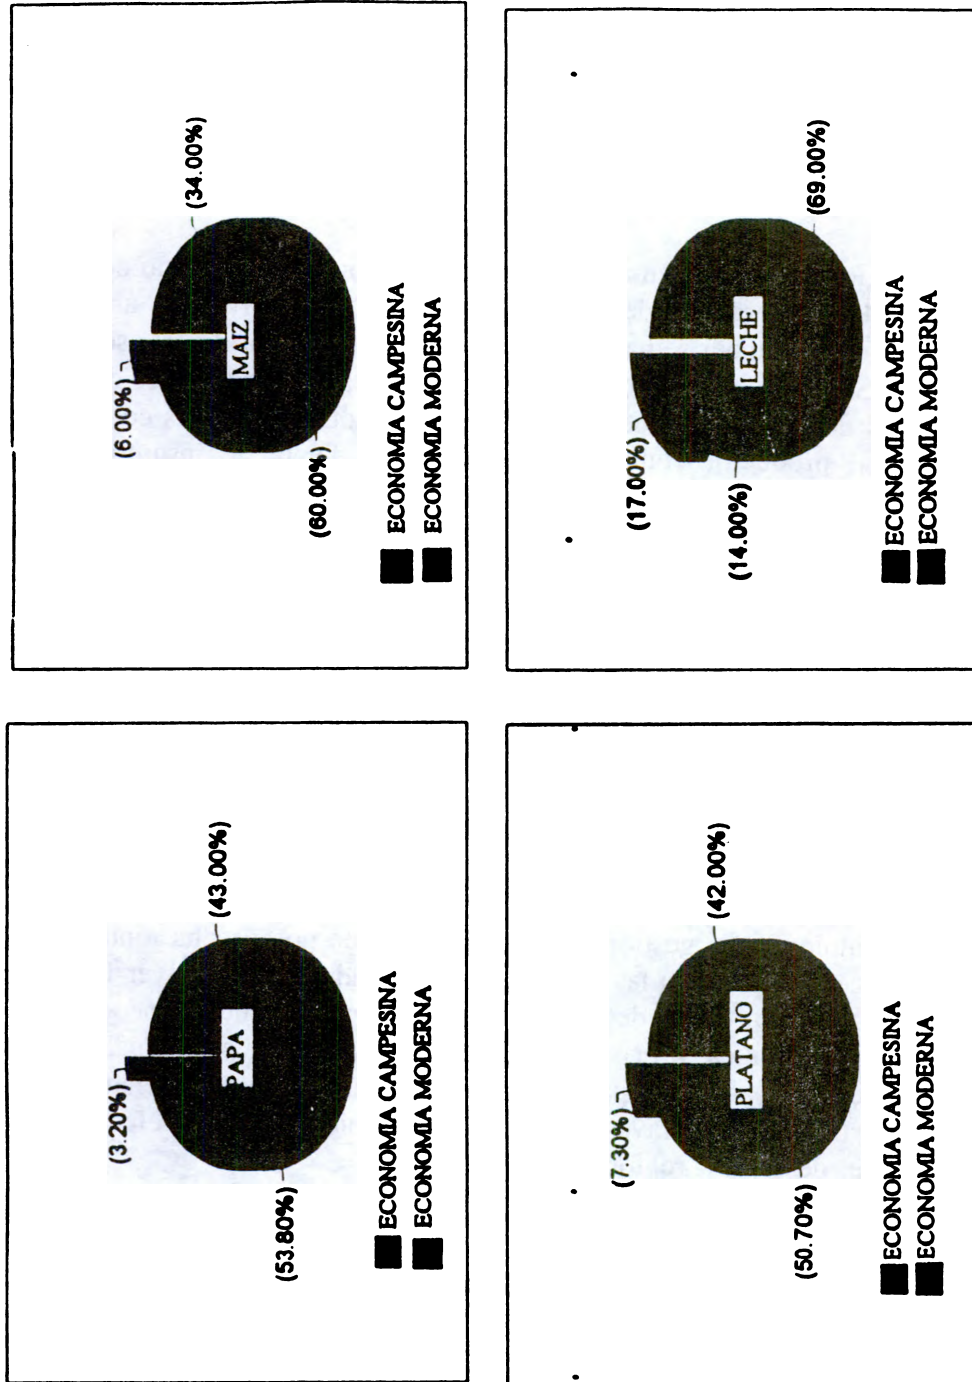 (3.20%)
(43.00%)
PAPA
(53.80%)
ECONOMIA CAMPESINA
ECONOMIA MODERNA
(6.00%)
(34.00%)
MAIZ
(60.00%)
ECONOMIA CAMPESINA
ECONOMIA MODERNA
(7.30%)
(42.00%)
PLATANO
(50.70%)
ECONOMIA CAMPESINA
ECONOMIA MODERNA
(17.00%)
(14.00%)
LECHE
(69.00%)
ECONOMIA CAMPESINA
ECONOMIA MODERNA